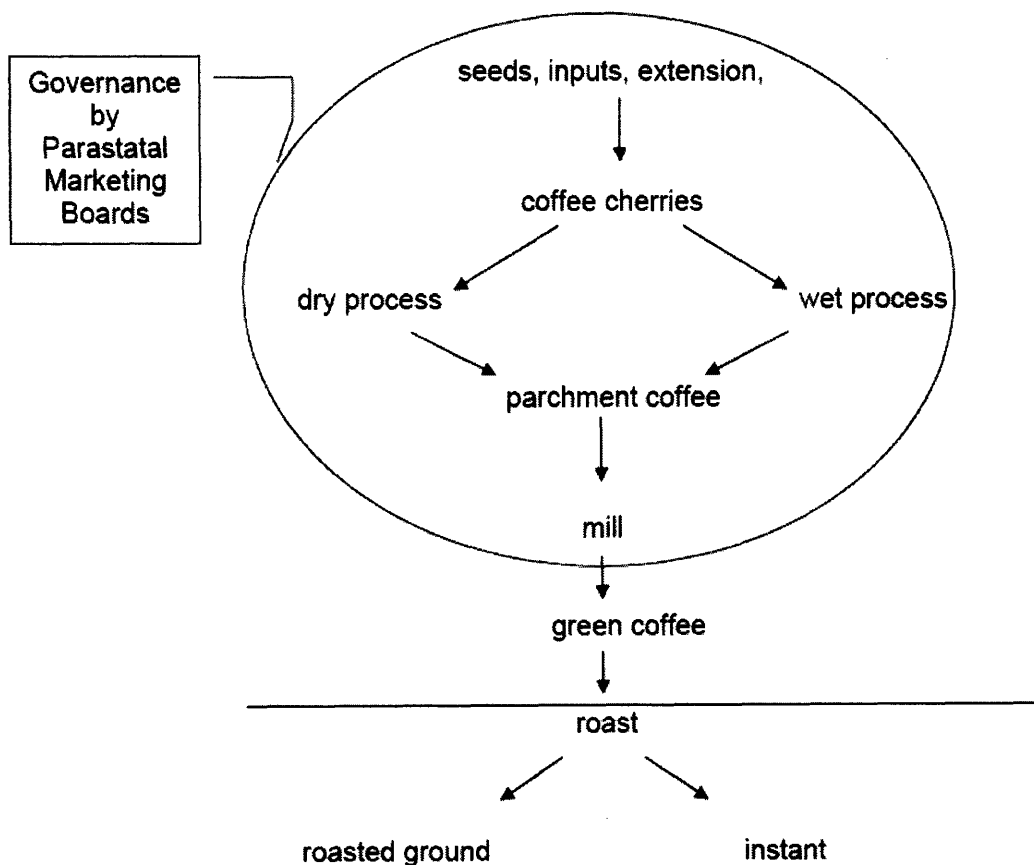 Governance
by
Parastatal
Marketing
Boards
seeds, inputs, extension,
coffee cherries
dry process
wet process
parchment coffee
mill
green coffee
roast
roasted ground
instant